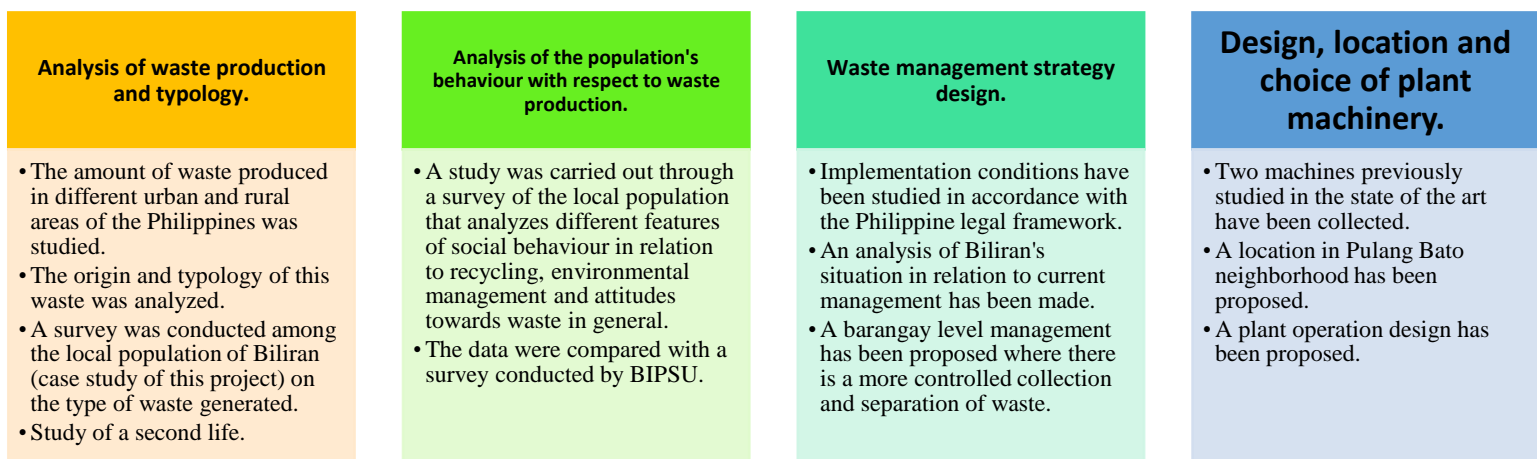 Analysis of waste production
and typology.
• The amount of waste produced
in different urban and rural
areas of the Philippines was
studied.
• The origin and typology of this
waste was analyzed.
• A survey was conducted among
the local population of Biliran
(case study of this project) on
the type of waste generated.
• Study of a second life.
Analysis of the population's
behaviour with respect to waste
production.
• A study was carried out through
a survey of the local population
that analyzes different features
of social behaviour in relation
to recycling, environmental
management and attitudes
towards waste in general.
• The data were compared with a
survey conducted by BIPSU.
Waste management strategy
design.
• Implementation conditions have
been studied in accordance with
the Philippine legal framework.
• An analysis of Biliran's
situation in relation to current
management has been made.
• A barangay level management
has been proposed where there
is a more controlled collection
and separation of waste.
Design, location and
choice of plant
machinery.
• Two machines previously
studied in the state of the art
have been collected.
• A location in Pulang Bato
neighborhood has been
proposed.
• A plant operation design has
been proposed.